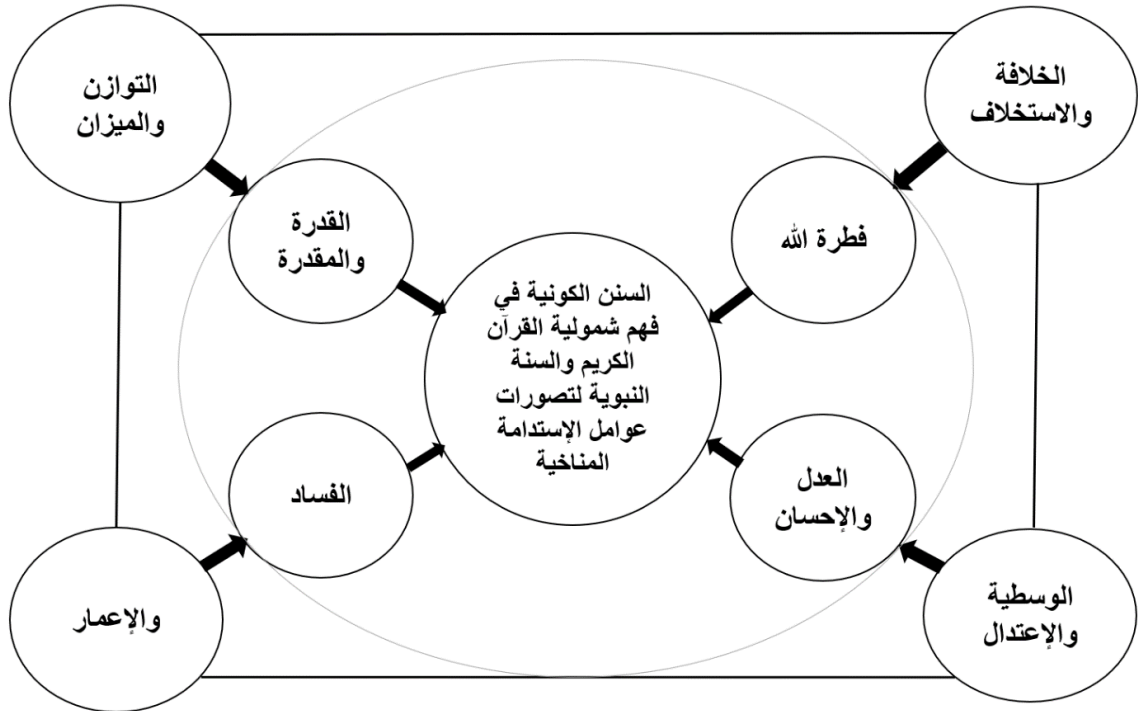 الخلافة
والاستخلاف
التوازن
والميزان
فطرة الله
القدرة
والمقدرة
السنن الكونية في
فهم شمولية القرآن
الكريم والسنة
النبوية لتصورات
عوامل الإستدامة
المناخية
العدل
والإحسان
الفساد
الوسطية
والإعتدال
والإعمار